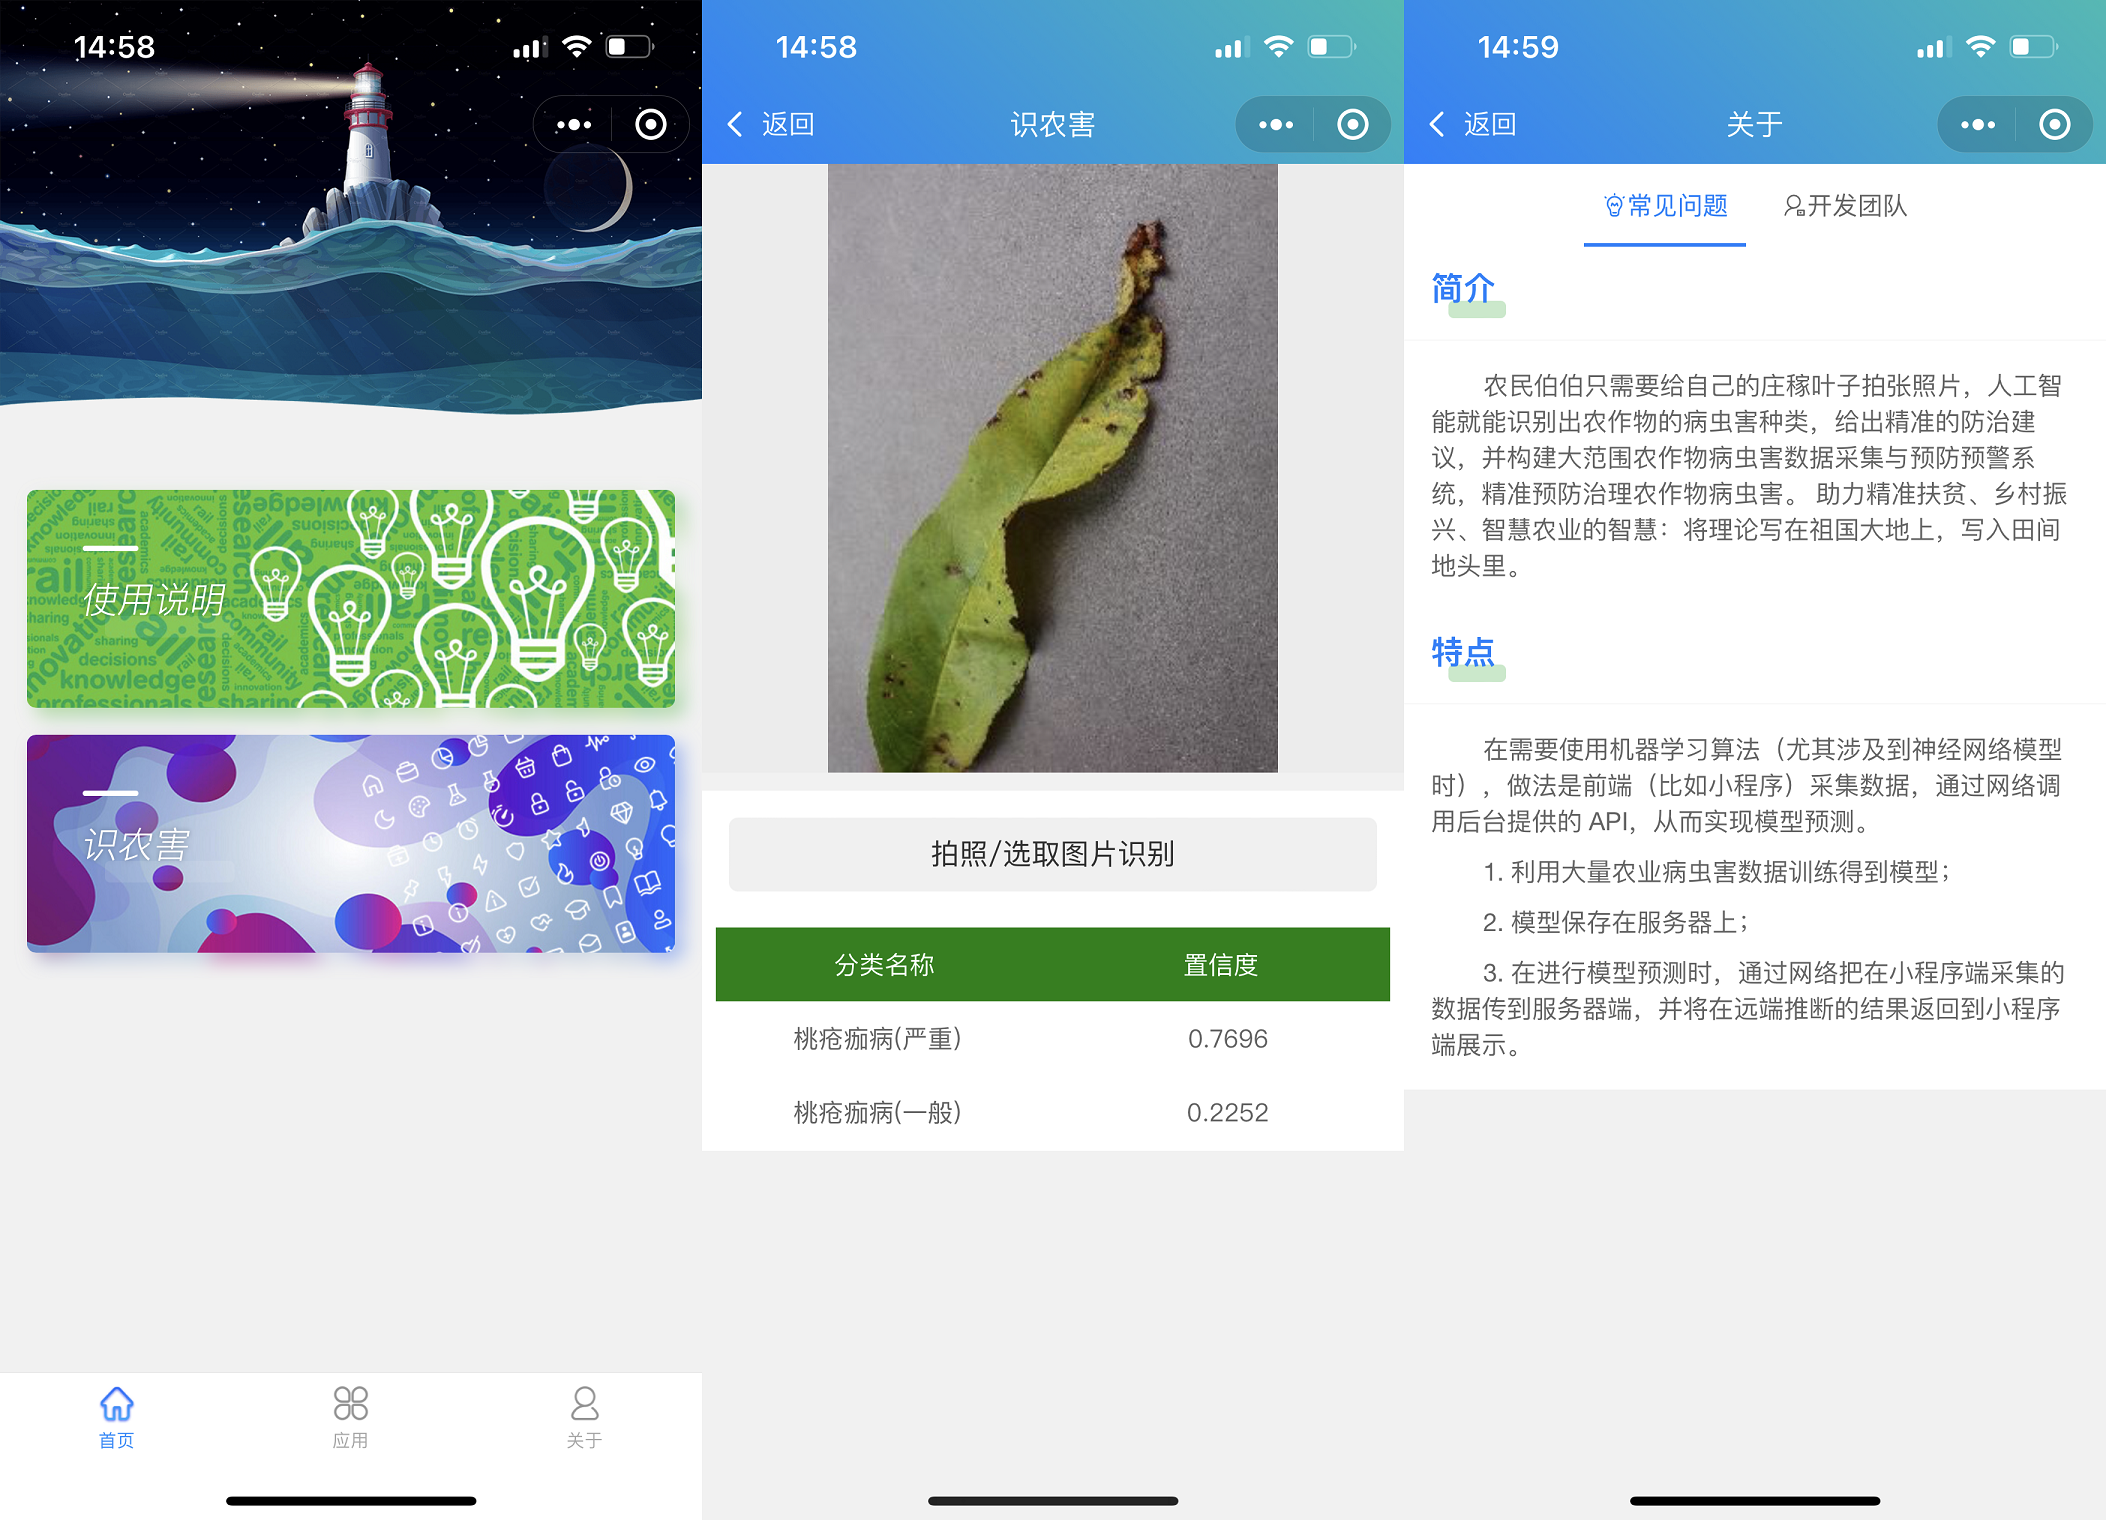 14:58
使用说明
识农害
首页
应用
关于
14:58
返回
识农害
拍照/选取图片识别
分类名称 置信度
桃疮痂病(严重) 0.7696
桃疮痂病(一般) 0.2252
14:59
返回
关于
常见问题
开发团队
简介
农民伯伯只需要给自己的庄稼叶子拍张照片，人工智
能就能识别出农作物的病虫害种类，给出精准的防治建
议，并构建大范围农作物病虫害数据采集与预防预警系
统，精准预防治理农作物病虫害。 助力精准扶贫、乡村振
兴、智慧农业的智慧：将理论写在祖国大地上，写入田间
地头里。
特点
在需要使用机器学习算法（尤其涉及到神经网络模型
时），做法是前端（比如小程序）采集数据，通过网络调
用后台提供的 API，从而实现模型预测。
1. 利用大量农业病虫害数据训练得到模型；
2. 模型保存在服务器上；
3. 在进行模型预测时，通过网络把在小程序端采集的
数据传到服务器端，并将在远端推断的结果返回到小程序
端展示。